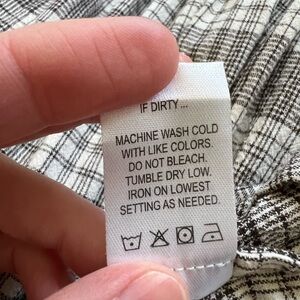 IF DIRTY...
MACHINE WASH COLD
WITH LIKE COLORS.
DO NOT BLEACH.
TUMBLE DRY LOW.
IRON ON LOWEST
SETTING AS NEEDED.